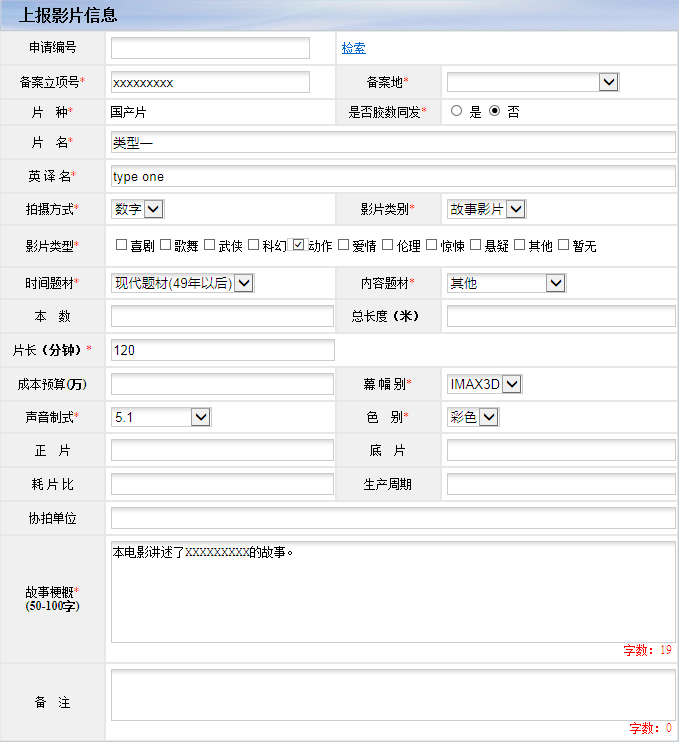 上报影片信息
申请编号 检索
备案立项号* xxxxxxxxx 备案地*
片 种* 国产片 是否胶数同发* 是 否
片 名* 类型一
英 译 名* type one
拍摄方式* 数字 影片类别* 故事影片
影片类型* 喜剧 歌舞 武侠 科幻 动作 爱情 伦理 惊悚 悬疑 其他 暂无
时间题材* 现代题材(49年以后) 内容题材* 其他
本 数 总长度（米）
片长（分钟）* 120
成本预算(万) 幕 幅 别* IMAX3D
声音制式* 5.1 色 别* 彩色
正 片 底 片
耗 片 比 生产周期
协拍单位
本电影讲述了XXXXXXXXX的故事。
故事梗概*
(50-100字)
字数：19
备 注
字数：0